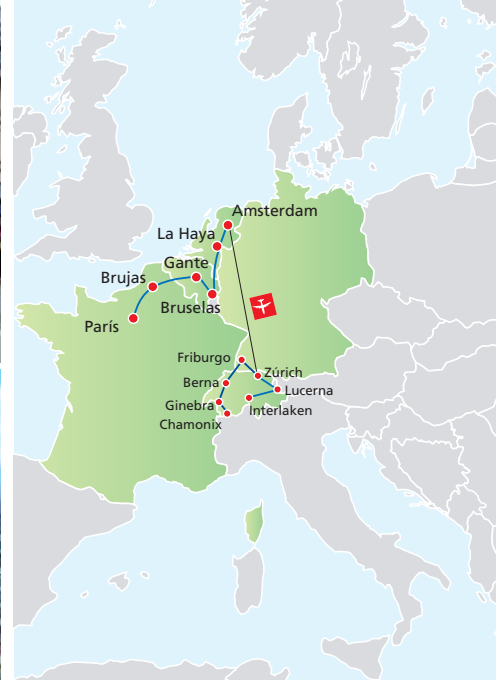 Amsterdam
La Haya
Gante
Brujas
Bruselas
París
Friburgo
Zúrich
Berna
Lucerna
Ginebra
Interlaken
Chamonix